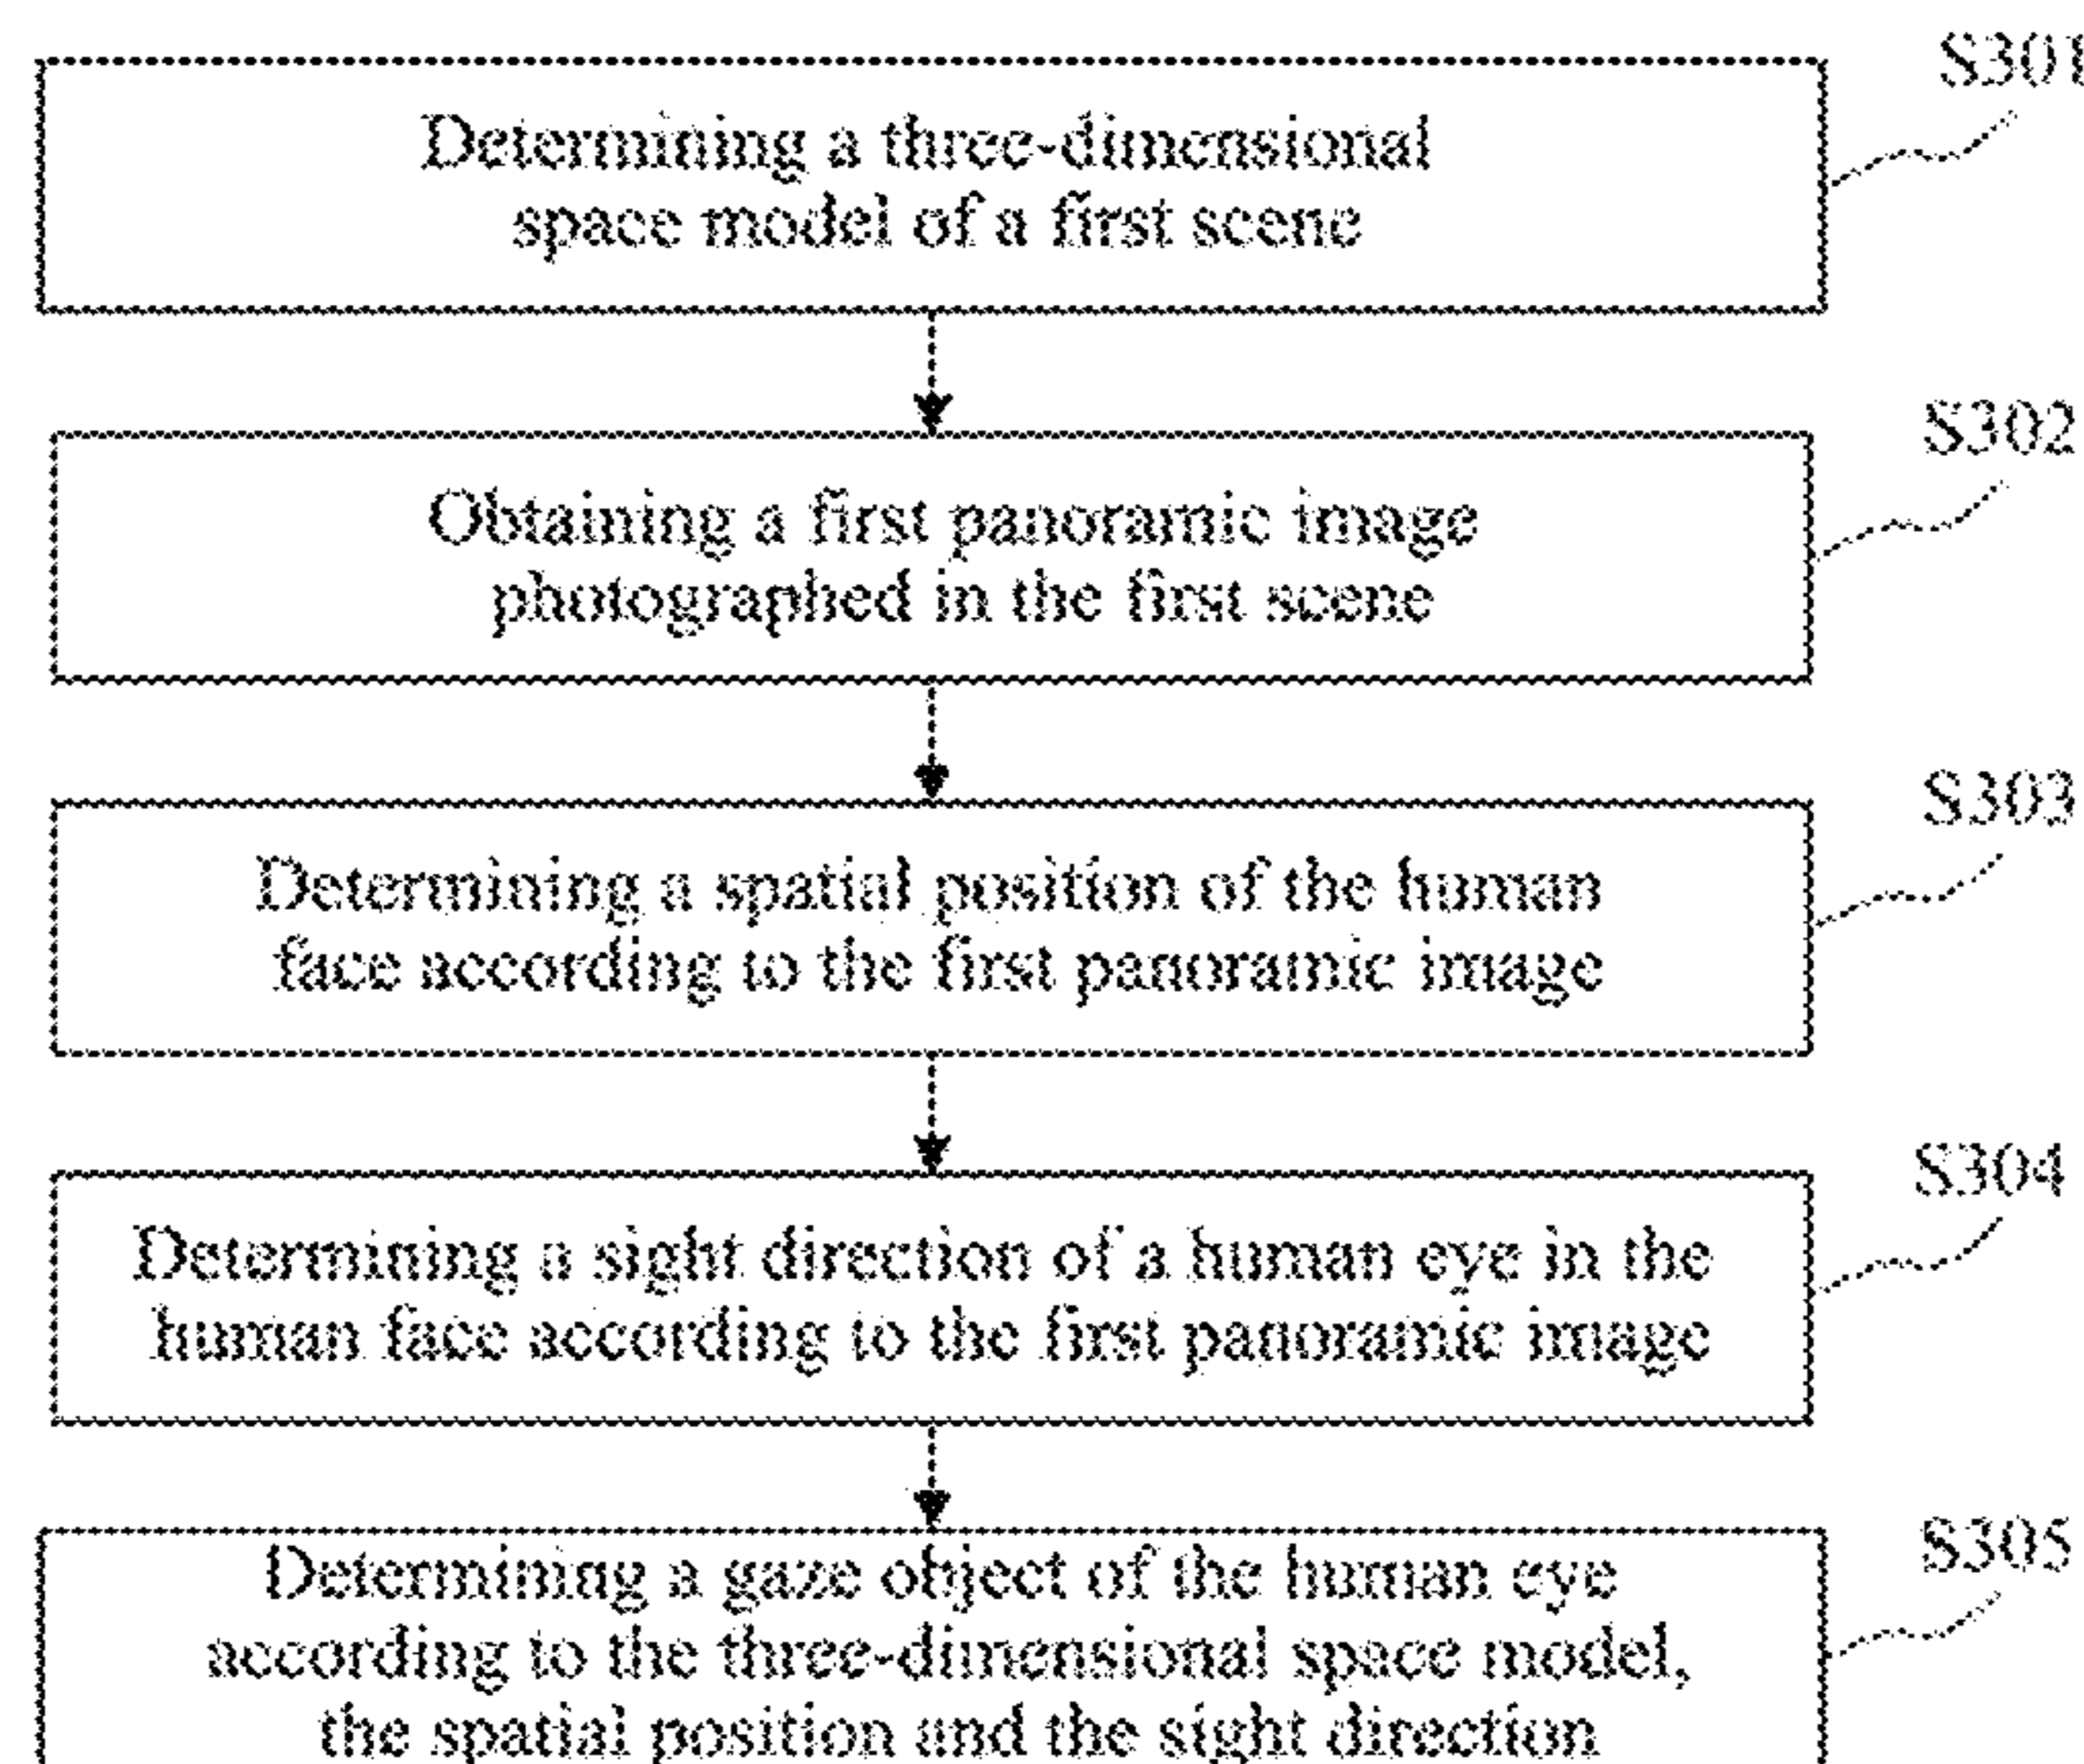 S301
Determining a three-dimensional
space model of a first scene
S302
Obtaining a first panoramic image
photographed in the first scene
S303
Determining a spatial position of the human
face according to the first panoramic image
S304
Determining a sight direction of a human eye in the
human face according to the first panoramic image
S305
Determining a gaze object of the human eye
according to the three-dimensional space model,
the spatial position and the sight direction